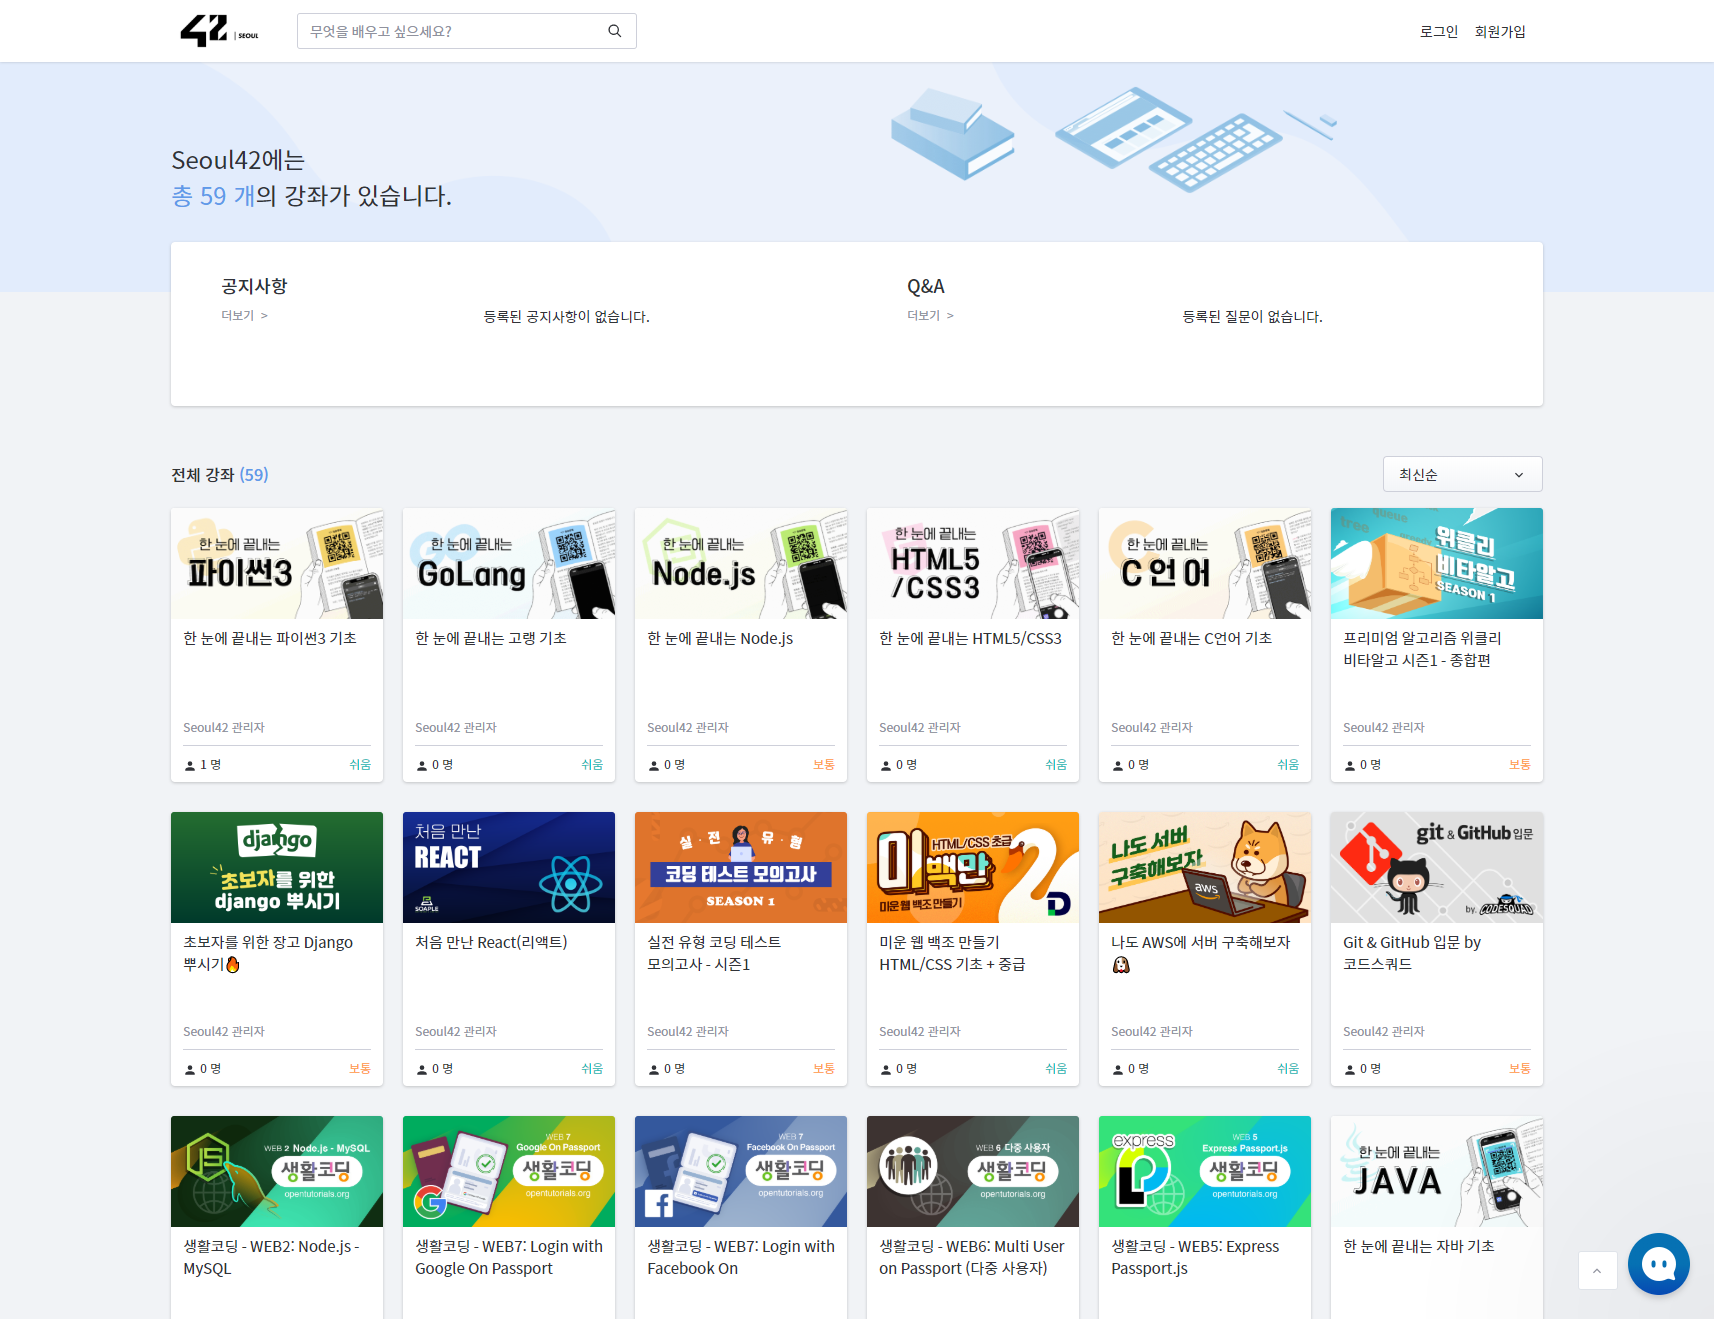 42 | SEOUL
무엇을 배우고 싶으세요?
로그인 회원가입
Seoul42에는
총 59 개의 강좌가 있습니다.
공지사항
더보기 >
등록된 공지사항이 없습니다.
Q&A
더보기 >
등록된 질문이 없습니다.
전체 강좌 (59)
최신순
한 눈에 끝내는
파이썬3
한 눈에 끝내는 파이썬3 기초
Seoul42 관리자
1 명
쉬움
한 눈에 끝내는
GoLang
한 눈에 끝내는 고랭 기초
Seoul42 관리자
0 명
쉬움
한 눈에 끝내는
Node.js
한 눈에 끝내는 Node.js
Seoul42 관리자
0 명
보통
한 눈에 끝내는
HTML5
/CSS3
한 눈에 끝내는 HTML5/CSS3
Seoul42 관리자
0 명
쉬움
한 눈에 끝내는
C 언어
한 눈에 끝내는 C언어 기초
Seoul42 관리자
0 명
쉬움
queue
tree
위클리
비타알고
SEASON 1
프리미엄 알고리즘 위클리
비타알고 시즌1 - 종합편
Seoul42 관리자
0 명
보통
django
초보자를 위한
django 뿌시기
초보자를 위한 장고 Django
뿌시기🔥
Seoul42 관리자
0 명
보통
처음 만난
REACT
SOAPLE
처음 만난 React(리액트)
Seoul42 관리자
0 명
쉬움
실 · 전 유 · 형
코딩 테스트 모의고사
SEASON 1
실전 유형 코딩 테스트
모의고사 - 시즌1
Seoul42 관리자
0 명
보통
HTML/CSS 초급
미백만
미운 웹 백조 만들기
미운 웹 백조 만들기
HTML/CSS 기초 + 중급
Seoul42 관리자
0 명
쉬움
나도 서버
구축해보자
aws
나도 AWS에 서버 구축해보자
🐶
Seoul42 관리자
0 명
쉬움
git & GitHub 입문
by. CODESQUAD
Git & GitHub 입문 by
코드스쿼드
Seoul42 관리자
0 명
보통
JS
WEB 2 Node.js - MySQL
생활코딩
opentutorials.org
생활코딩 - WEB2: Node.js -
MySQL
WEB 7
Google On Passport
생활코딩
opentutorials.org
생활코딩 - WEB7: Login with
Google On Passport
WEB 7
Facebook On Passport
생활코딩
opentutorials.org
생활코딩 - WEB7: Login with
Facebook On
WEB 6 다중 사용자
생활코딩
opentutorials.org
생활코딩 - WEB6: Multi User
on Passport (다중 사용자)
express
WEB 5
Express Passport.js
생활코딩
opentutorials.org
생활코딩 - WEB5: Express
Passport.js
한 눈에 끝내는
JAVA
한 눈에 끝내는 자바 기초